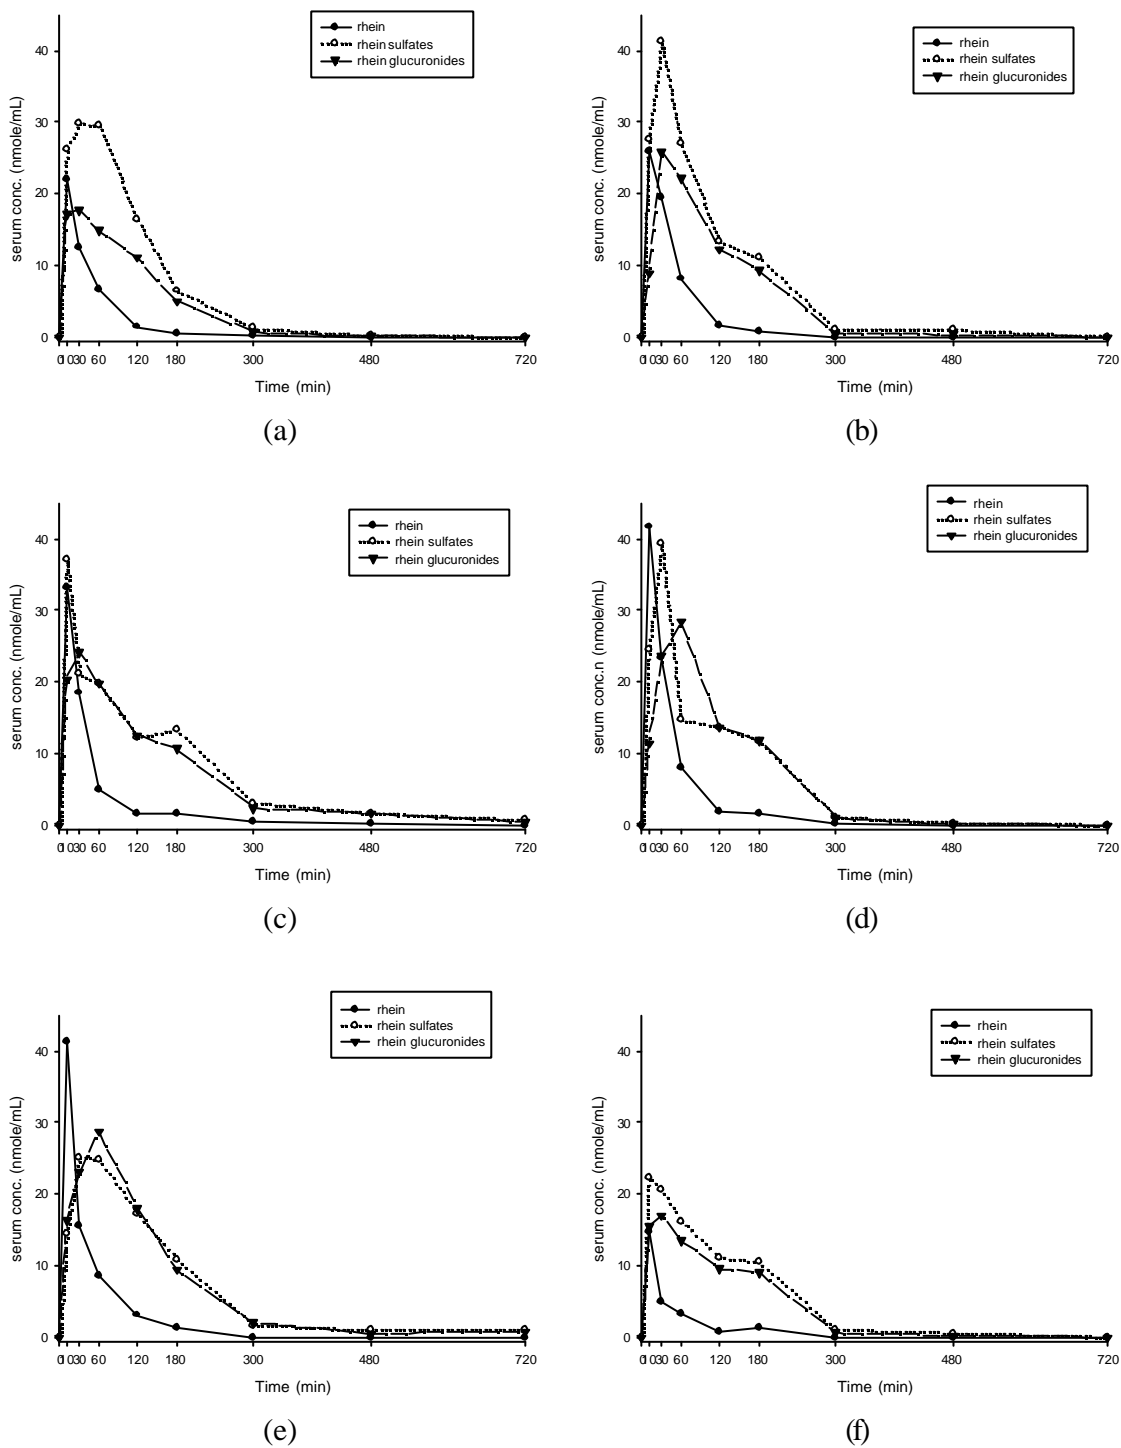 rhein
rhein sulfates
rhein glucuronides
serum conc. (nmole/mL)
40
30
20
10
0
0 10 30 60 120 180 300 480 720
Time (min)
(a)
rhein
rhein sulfates
rhein glucuronides
serum conc. (nmole/mL)
40
30
20
10
0
0 10 30 60 120 180 300 480 720
Time (min)
(b)
rhein
rhein sulfates
rhein glucuronides
serum conc. (nmole/mL)
40
30
20
10
0
0 10 30 60 120 180 300 480 720
Time (min)
(c)
rhein
rhein sulfates
rhein glucuronides
serum conc.n (nmole/mL)
40
30
20
10
0
0 10 30 60 120 180 300 480 720
Time (min)
(d)
rhein
rhein sulfates
rhein glucuronides
serum conc. (nmole/mL)
40
30
20
10
0
0 10 30 60 120 180 300 480 720
Time (min)
(e)
rhein
rhein sulfates
rhein glucuronides
serum conc. (nmole/mL)
40
30
20
10
0
0 10 30 60 120 180 300 480 720
Time (min)
(f)